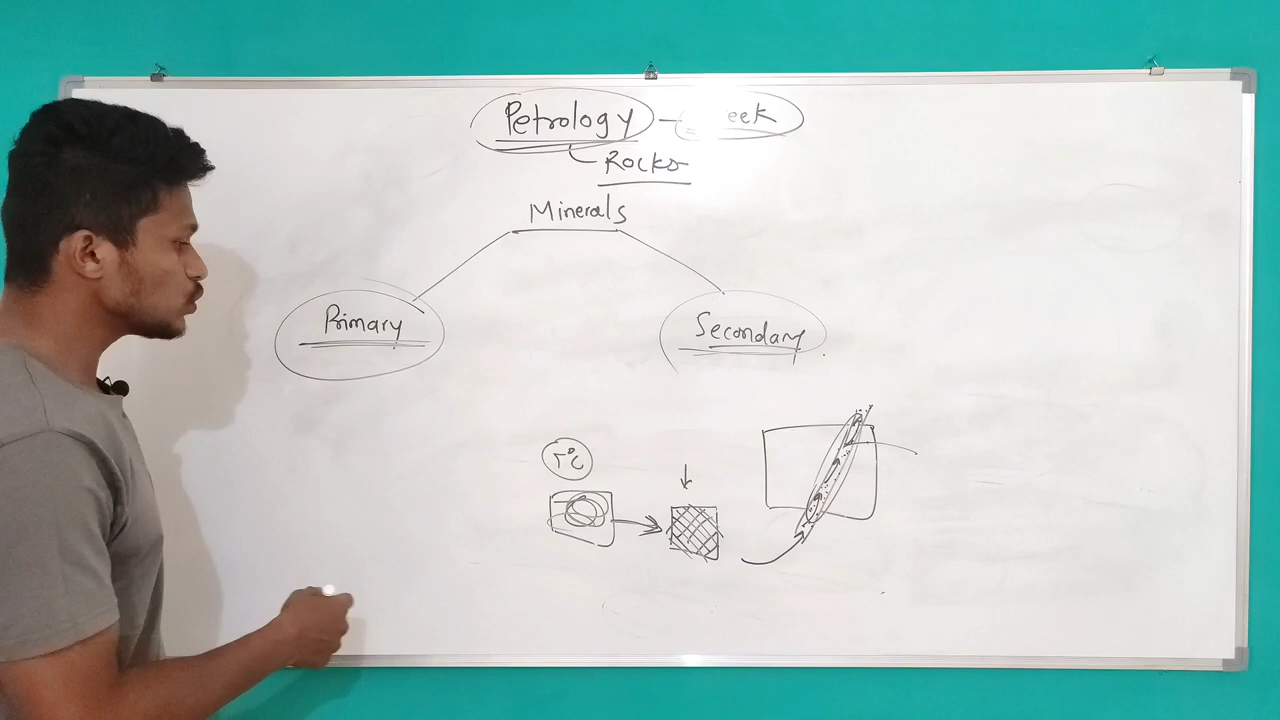 Petrology - eek
Rocks
Minerals
Primary
Secondary
T°C